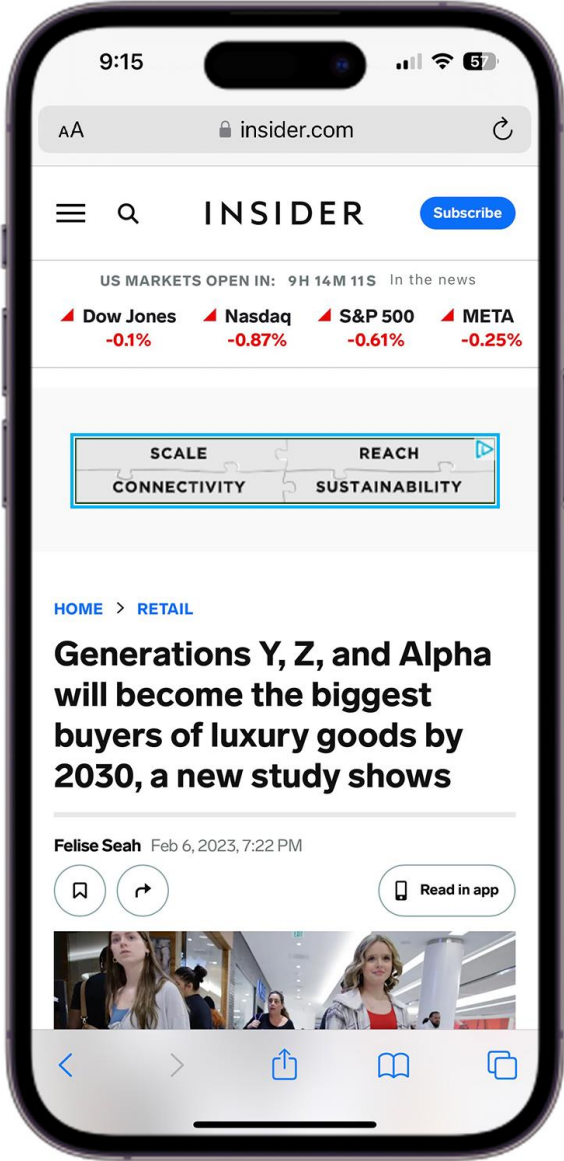 9:15
57
AA insider.com
INSIDER
Subscribe
US MARKETS OPEN IN: 9H 14M 11S In the news
Dow Jones Nasdaq S&P 500 META
-0.1% -0.87% -0.61% -0.25%
SCALE REACH
CONNECTIVITY SUSTAINABILITY
HOME > RETAIL
Generations Y, Z, and Alpha
will become the biggest
buyers of luxury goods by
2030, a new study shows
Felise Seah Feb 6, 2023, 7:22 PM
Read in app